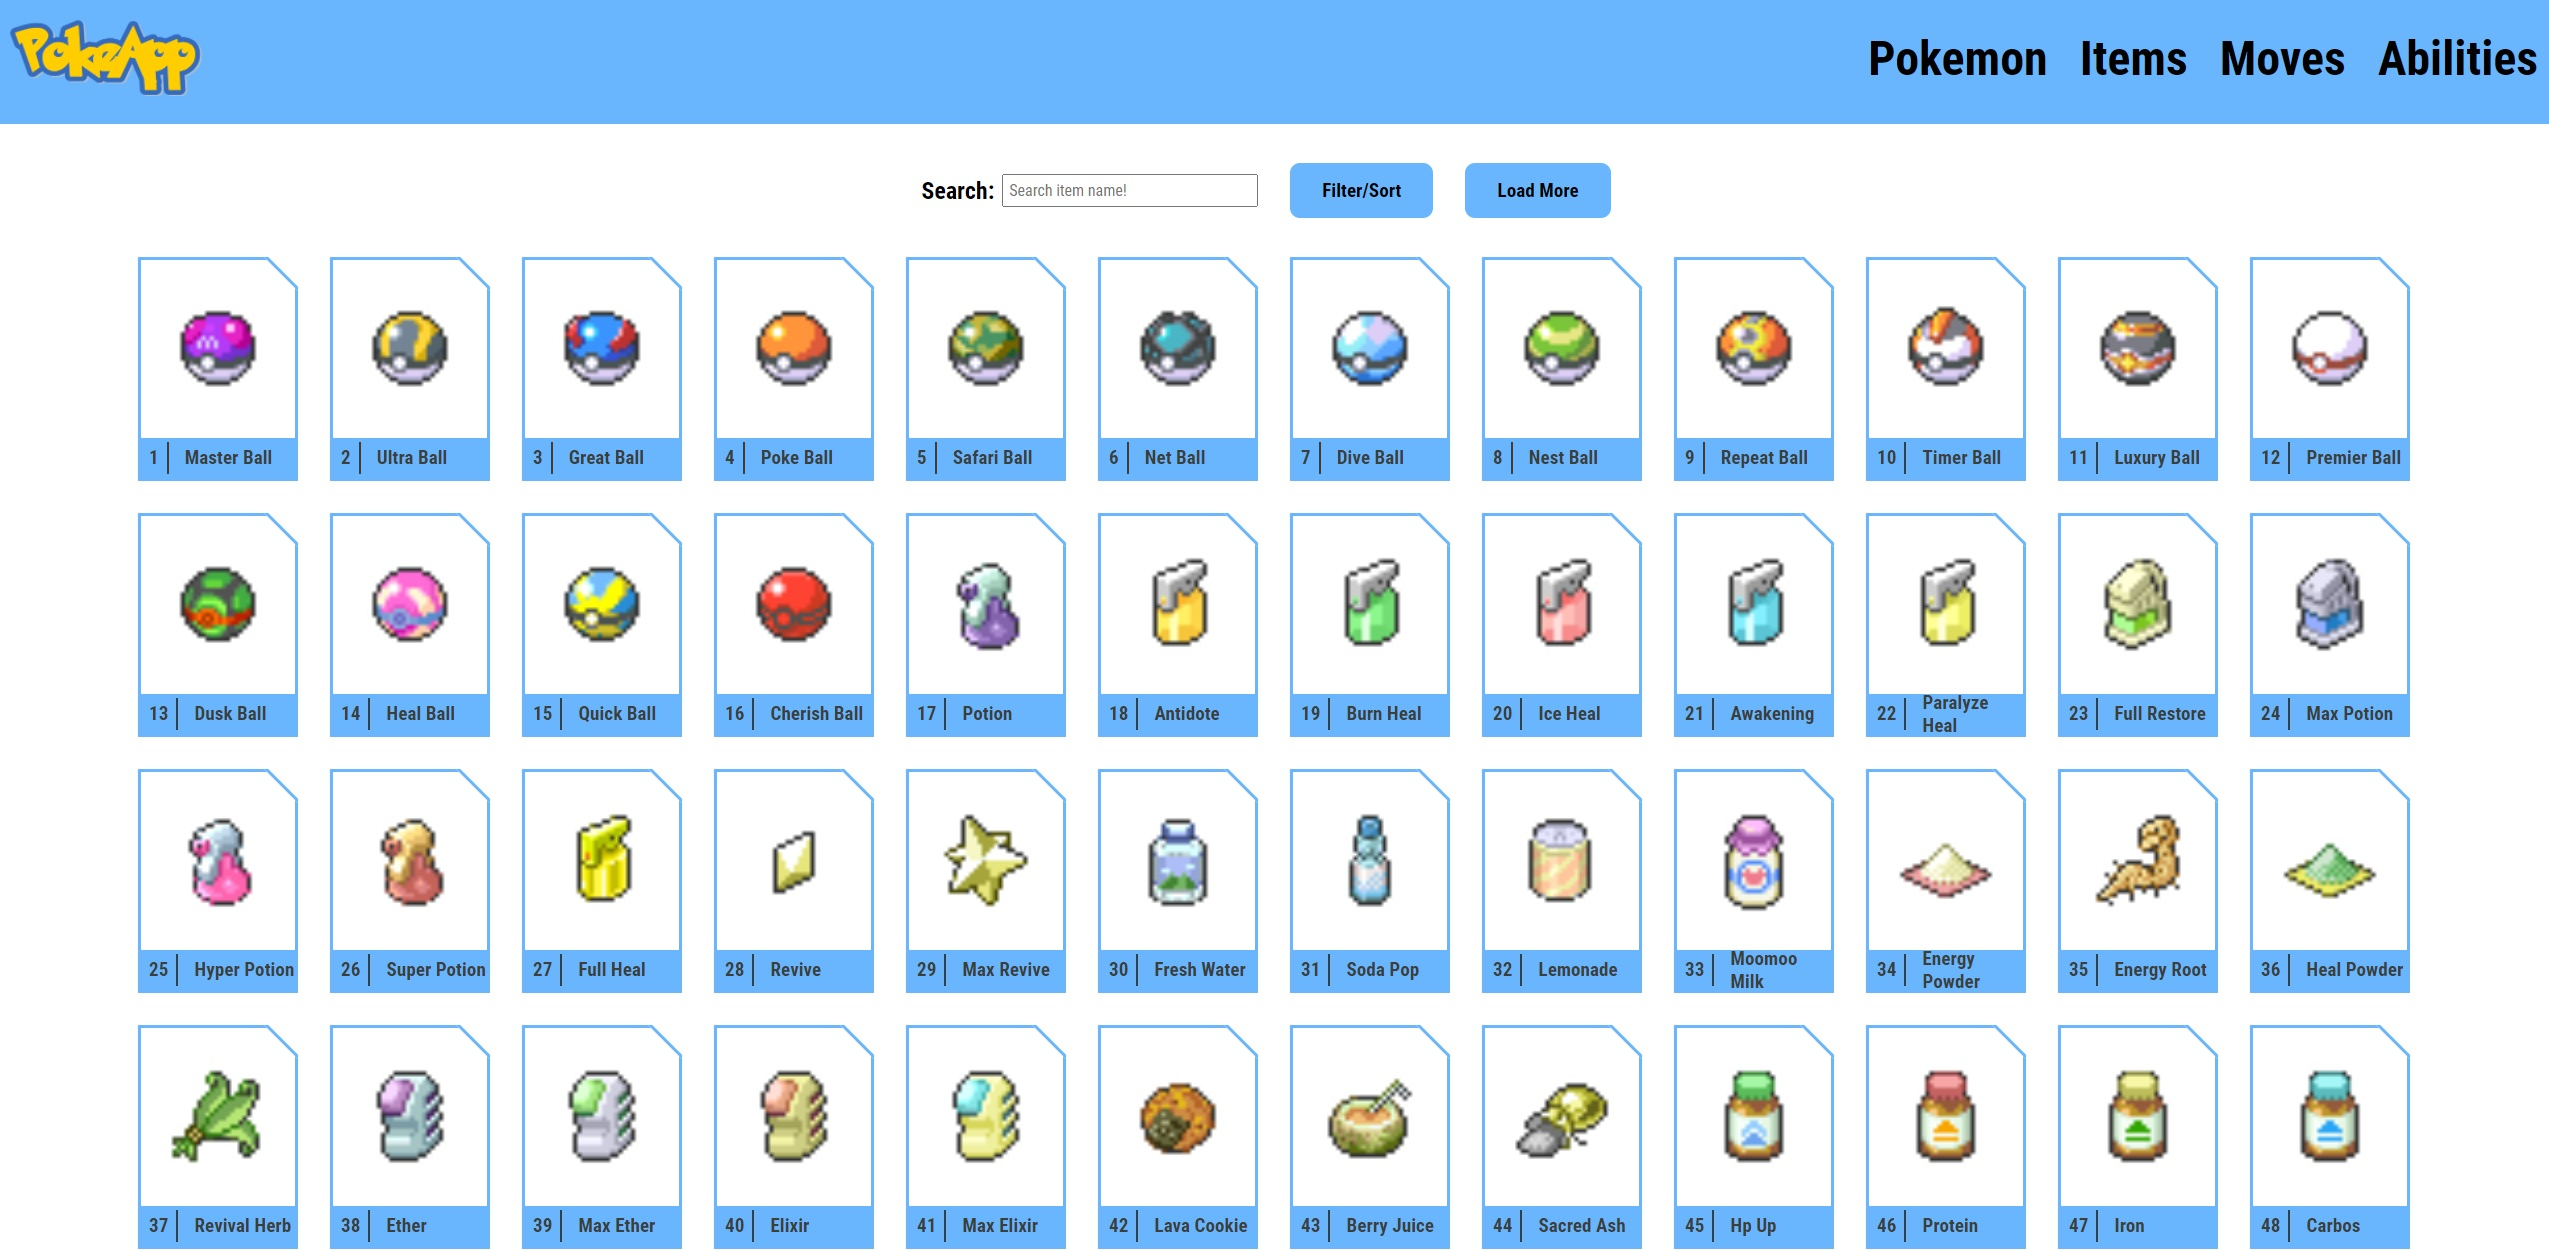 PokeApp
Pokemon Items Moves Abilities
Search: Search item name! Filter/Sort Load More
1 Master Ball
2 Ultra Ball
3 Great Ball
4 Poke Ball
5 Safari Ball
6 Net Ball
7 Dive Ball
8 Nest Ball
9 Repeat Ball
10 Timer Ball
11 Luxury Ball
12 Premier Ball
13 Dusk Ball
14 Heal Ball
15 Quick Ball
16 Cherish Ball
17 Potion
18 Antidote
19 Burn Heal
20 Ice Heal
21 Awakening
22 Paralyze
Heal
23 Full Restore
24 Max Potion
25 Hyper Potion
26 Super Potion
27 Full Heal
28 Revive
29 Max Revive
30 Fresh Water
31 Soda Pop
32 Lemonade
33 Moomoo
Milk
34 Energy
Powder
35 Energy Root
36 Heal Powder
37 Revival Herb
38 Ether
39 Max Ether
40 Elixir
41 Max Elixir
42 Lava Cookie
43 Berry Juice
44 Sacred Ash
45 Hp Up
46 Protein
47 Iron
48 Carbos